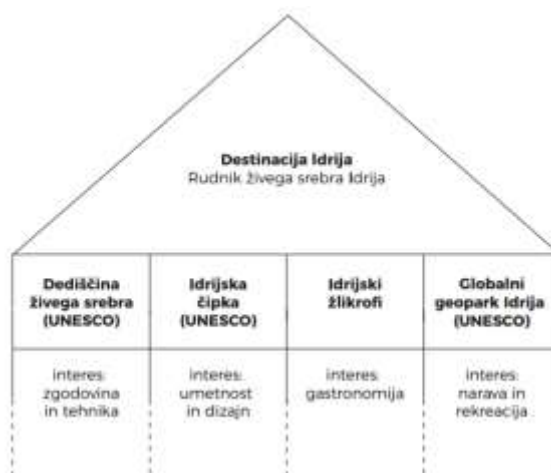 Destinacija Idrija
Rudnik živega srebra Idrija
Dediščina
živega srebra
(UNESCO)
Idrijska
čipka
(UNESCO)
Idrijski
žlikrofi
Globalni
geopark Idrija
(UNESCO)
interes:
zgodovina
in tehnika
interes:
umetnost
in dizajn
interes:
gastronomija
interes:
narava in
rekreacija